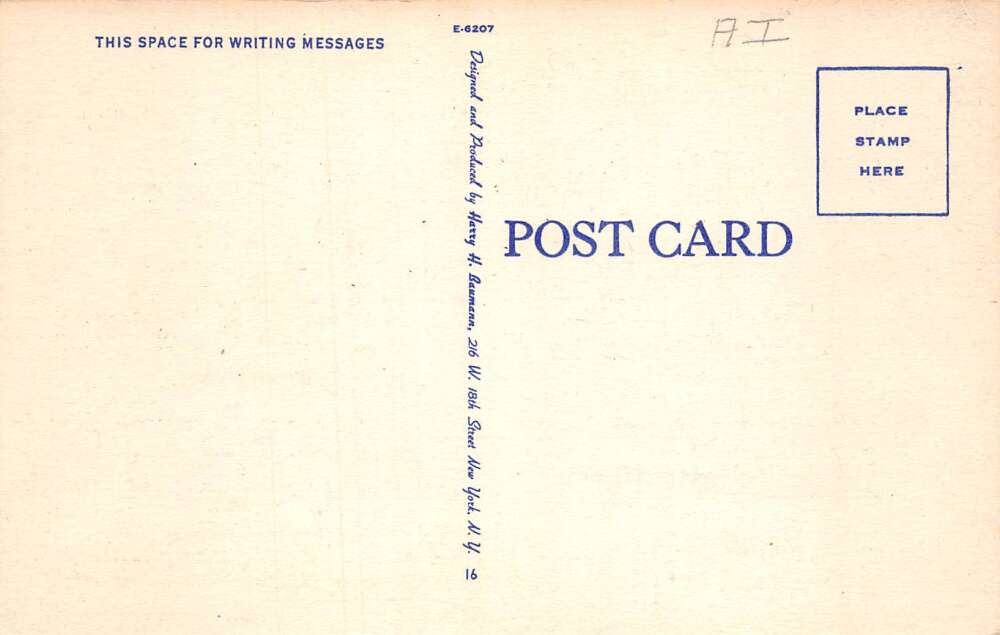 THIS SPACE FOR WRITING MESSAGES
E-6207
Designed and Produced by Harry H. Baumann, 216 W. 18th Street New York, N. Y.
16
AI
PLACE
STAMP
HERE
POST CARD